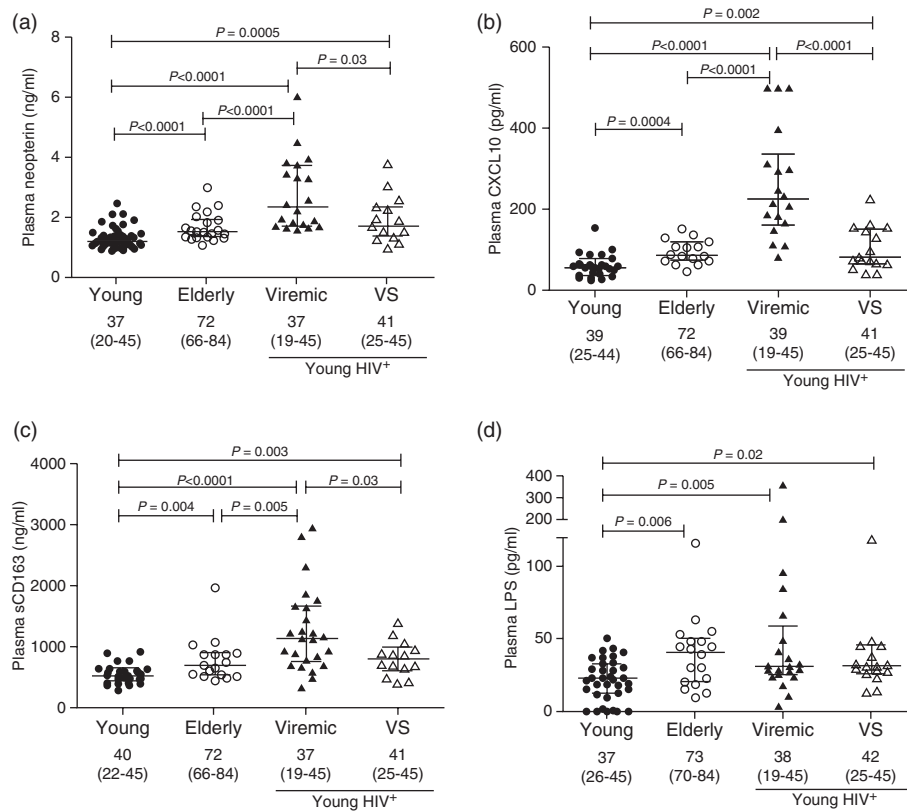 (a)
P = 0.0005
P<0.0001
P = 0.03
P<0.0001
P<0.0001
Plasma neopterin (ng/ml)
8
6
4
2
0
Young Elderly Viremic VS
37 72 37 41
(20-45) (66-84) (19-45) (25-45)
Young HIV+
(b)
P = 0.002
P<0.0001 P<0.0001
P<0.0001
P = 0.0004
Plasma CXCL10 (pg/ml)
600
400
200
0
Young Elderly Viremic VS
39 72 39 41
(25-44) (66-84) (19-45) (25-45)
Young HIV+
(c)
P = 0.003
P<0.0001 P = 0.03
P = 0.004 P = 0.005
Plasma sCD163 (ng/ml)
4000
3000
2000
1000
0
Young Elderly Viremic VS
40 72 37 41
(22-45) (66-84) (19-45) (25-45)
Young HIV+
(d)
P = 0.02
P = 0.005
P = 0.006
Plasma LPS (pg/ml)
400
300
200
100
50
0
Young Elderly Viremic VS
37 73 38 42
(26-45) (70-84) (19-45) (25-45)
Young HIV+